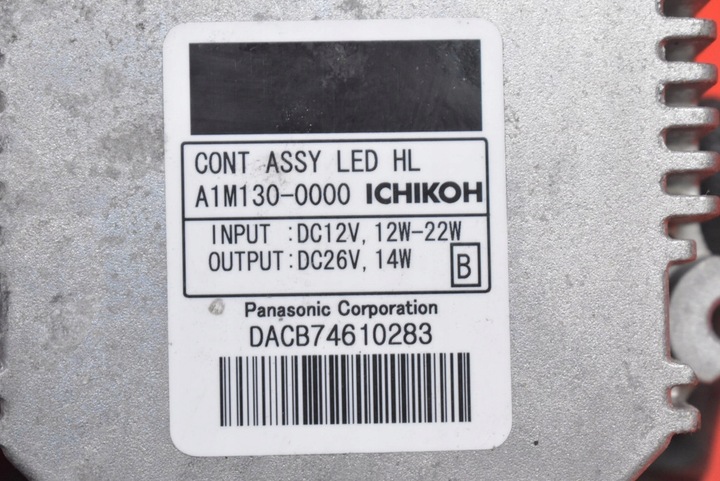 CONT ASSY LED HL
A1M130-0000 ICHIKOH
INPUT :DC12V, 12W-22W
OUTPUT:DC26V, 14W B
Panasonic Corporation
DACB74610283